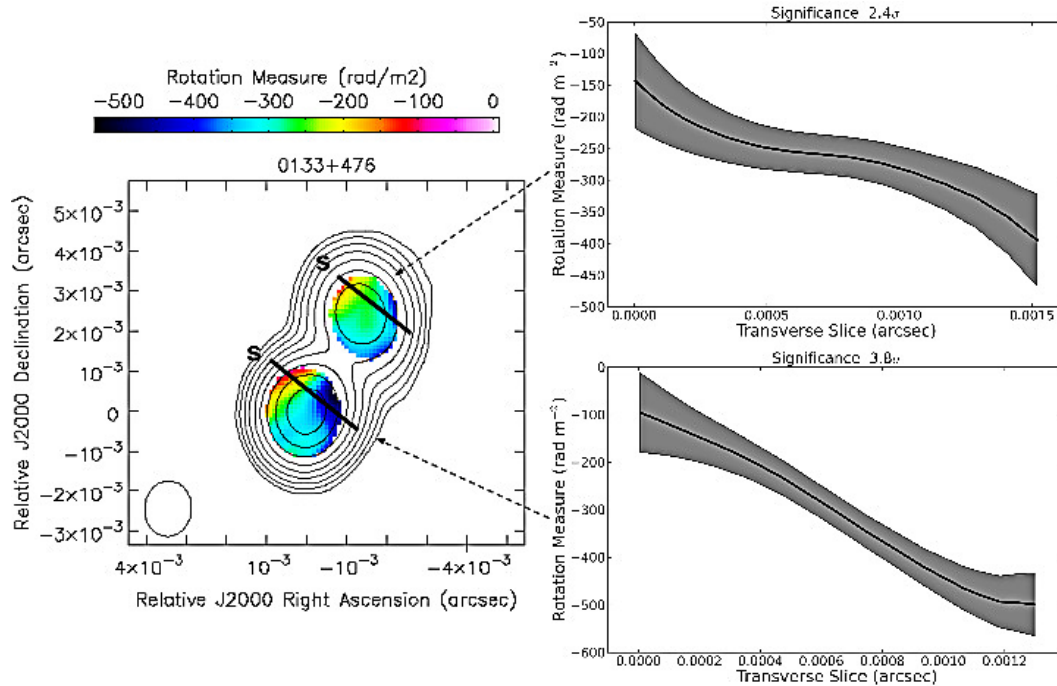 Rotation Measure (rad/m2)
−500 −400 −300 −200 −100 0
0133+476
Relative J2000 Declination (arcsec)
5×10⁻³
4×10⁻³
3×10⁻³
2×10⁻³
10⁻³
0
−10⁻³
−2×10⁻³
−3×10⁻³
S
S
4×10⁻³ 10⁻³ −10⁻³ −4×10⁻³
Relative J2000 Right Ascension (arcsec)
Significance 2.4σ
Rotation Measure (rad m⁻²)
−50
−100
−150
−200
−250
−300
−350
−400
−450
−500
0.0000 0.0005 0.0010 0.0015
Transverse Slice (arcsec)
Significance 3.8σ
Rotation Measure (rad m⁻²)
0
−100
−200
−300
−400
−500
−600
0.0000 0.0002 0.0004 0.0006 0.0008 0.0010 0.0012
Transverse Slice (arcsec)